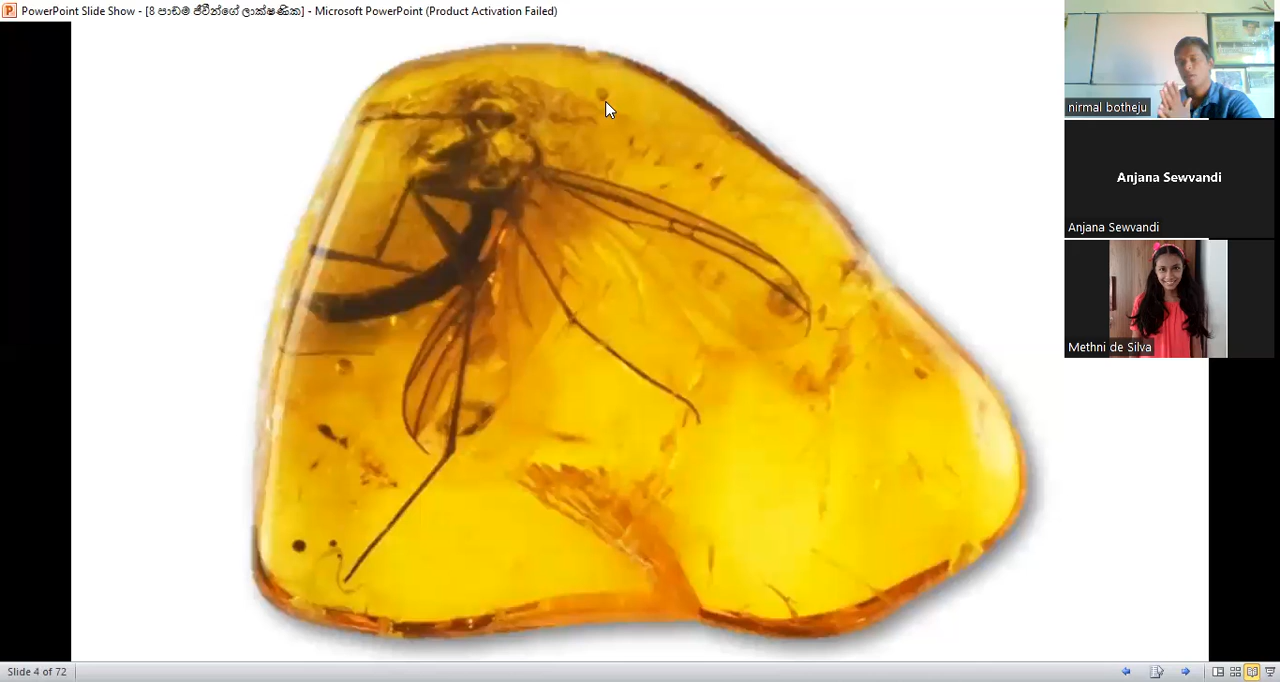 PowerPoint Slide Show - [8 පාඩම ජීවීන්ගේ ලාක්ෂණික] - Microsoft PowerPoint (Product Activation Failed)
nirmal botheju
Anjana Sewvandi
Anjana Sewvandi
Methni de Silva
Slide 4 of 72